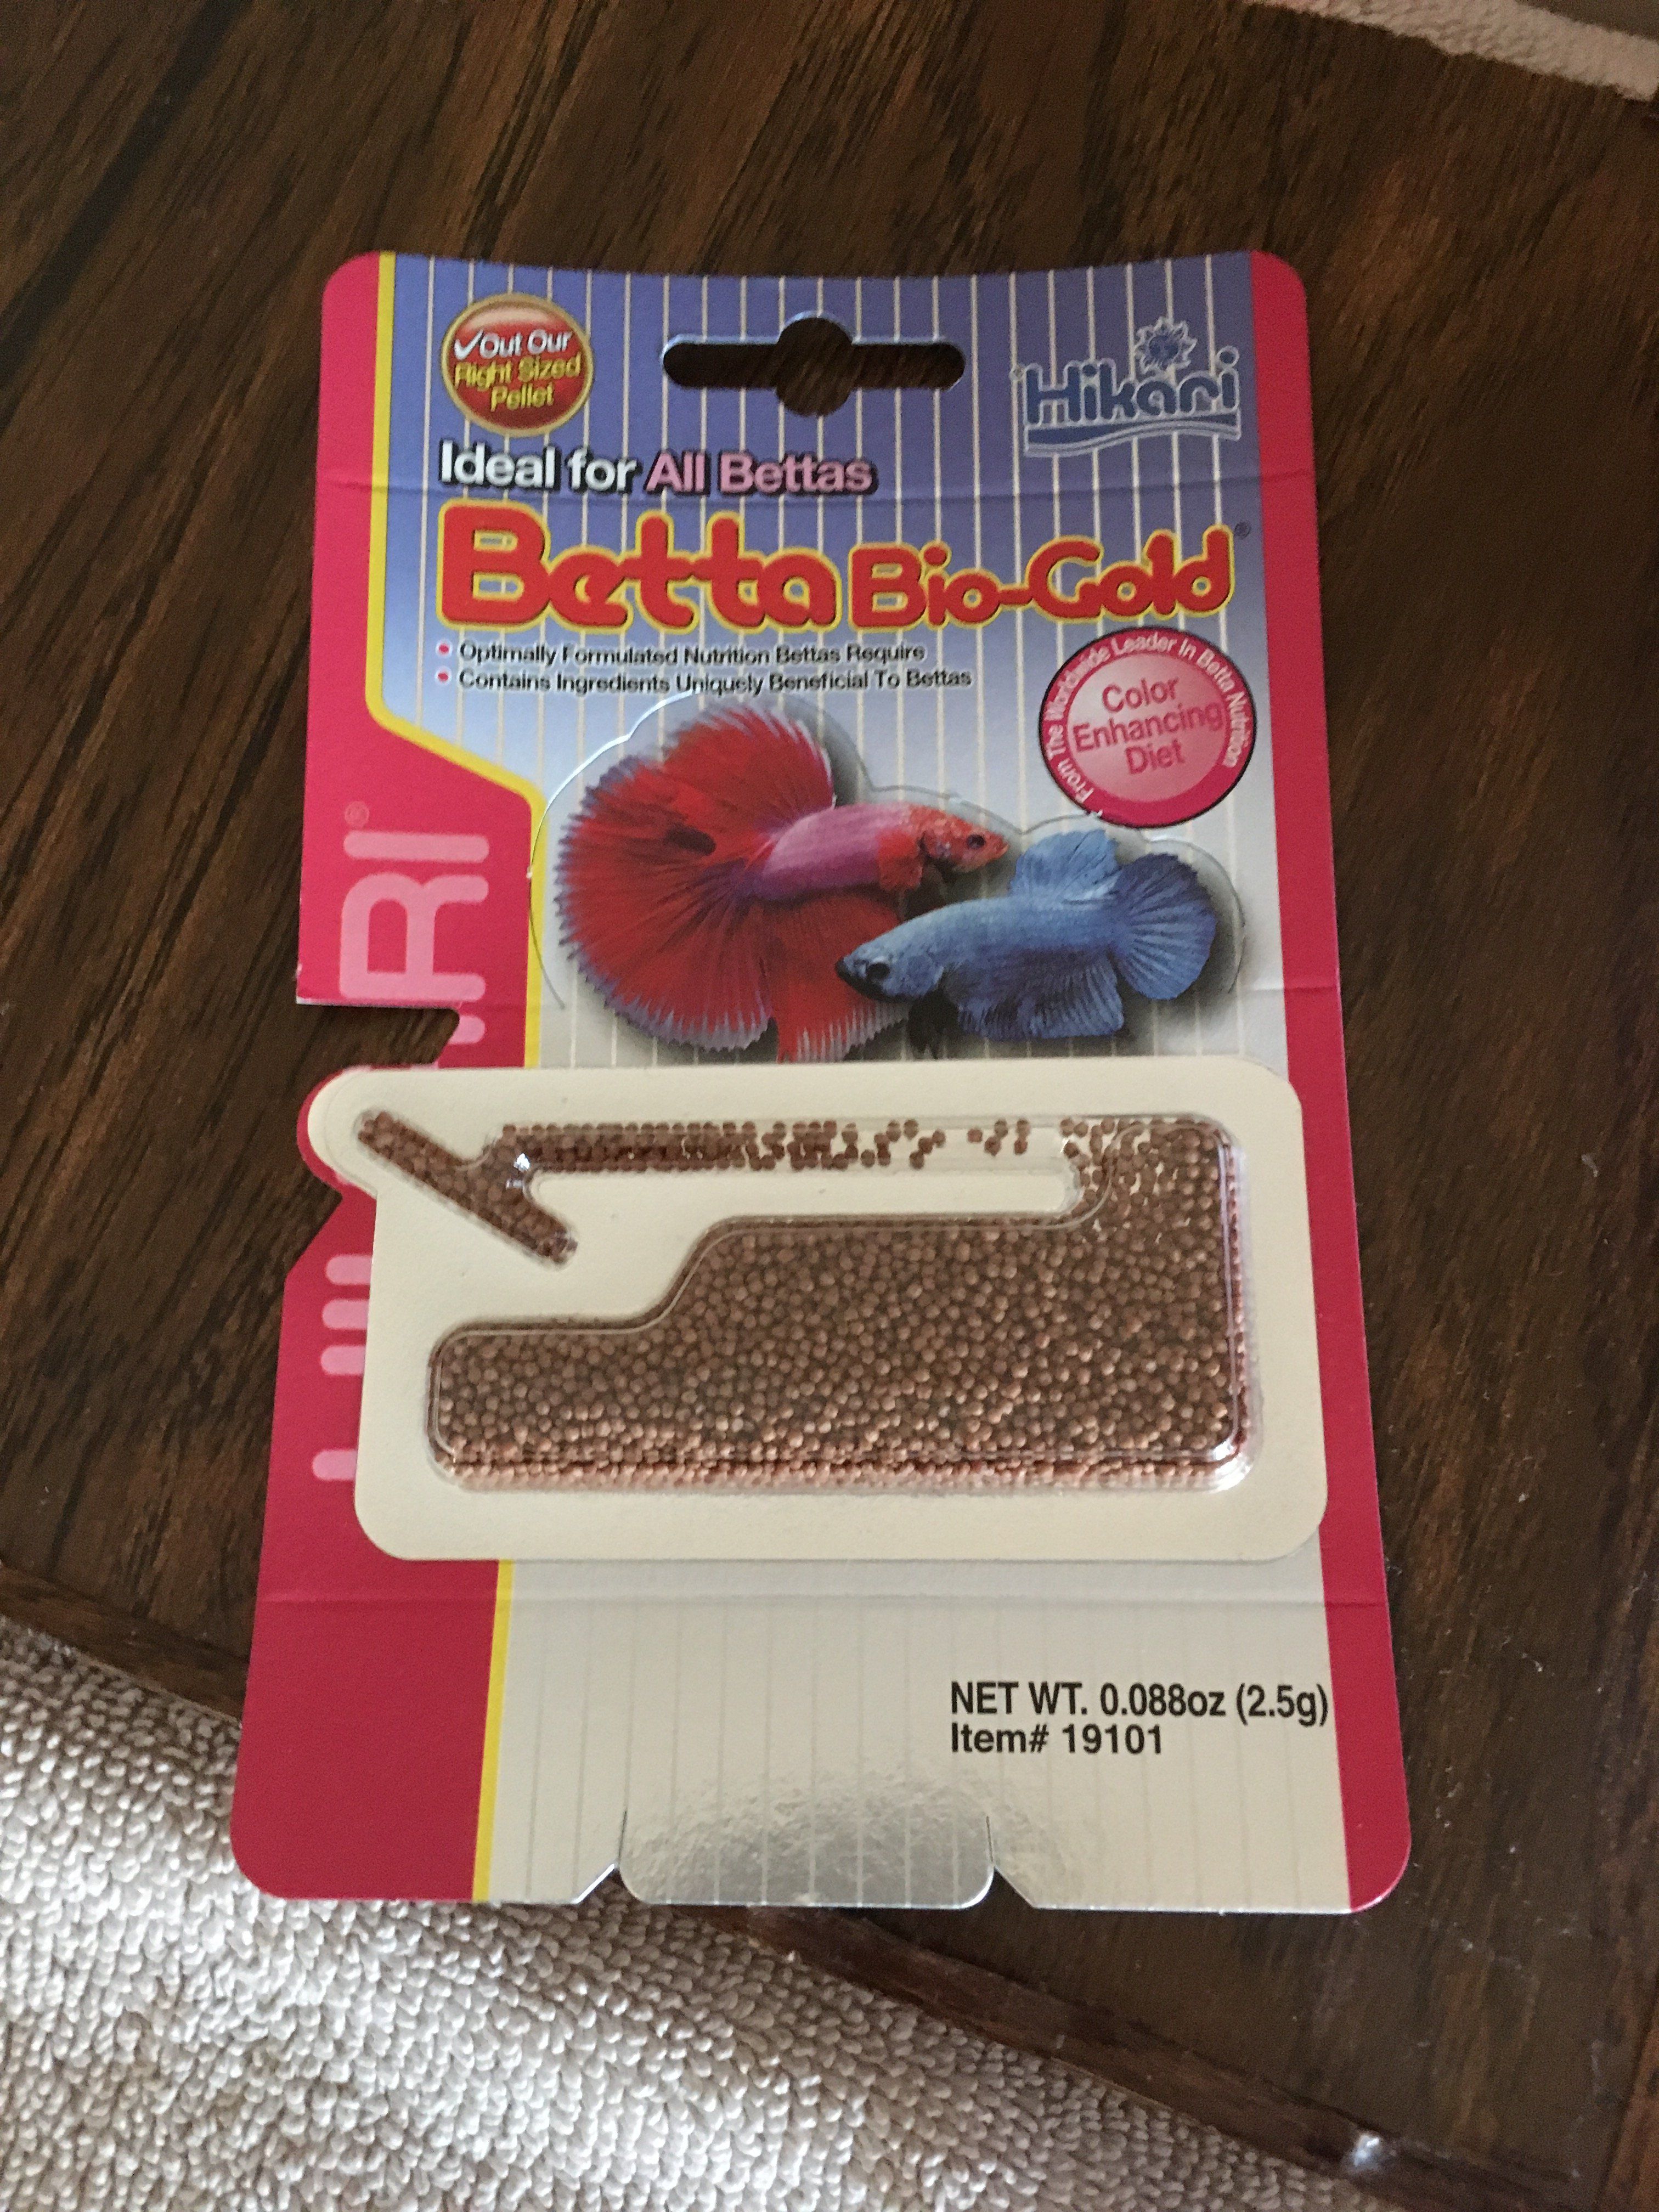 ✓Out Our
Right Sized
Pellet
Hikari
Ideal for All Bettas
Betta Bio-Gold®
• Optimally Formulated Nutrition Bettas Require
• Contains Ingredients Uniquely Beneficial To Bettas
From The Worldwide Leader In Betta Nutrition
Color
Enhancing
Diet
RI®
NET WT. 0.088oz (2.5g)
Item# 19101